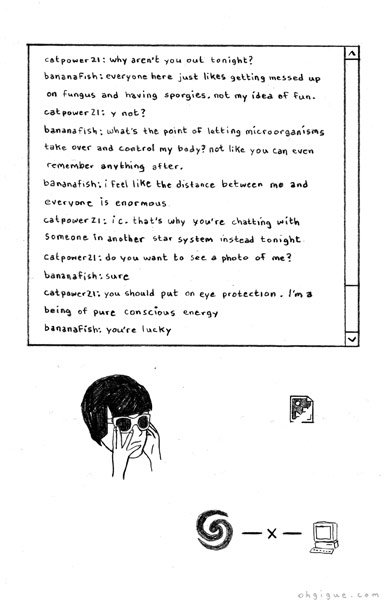 catpower21: why aren't you out tonight?
bananafish: everyone here just likes getting messed up
on fungus and having sporgies. not my idea of fun.
catpower21: y not?
bananafish: what's the point of letting microorganisms
take over and control my body? not like you can even
remember anything after.
bananafish: i feel like the distance between me and
everyone is enormous
catpower21: ic. that's why you're chatting with
someone in another star system instead tonight
catpower21: do you want to see a photo of me?
bananafish: sure
catpower21: you should put on eye protection. I'm a
being of pure conscious energy
bananafish: you're lucky
x
ohgigue.com